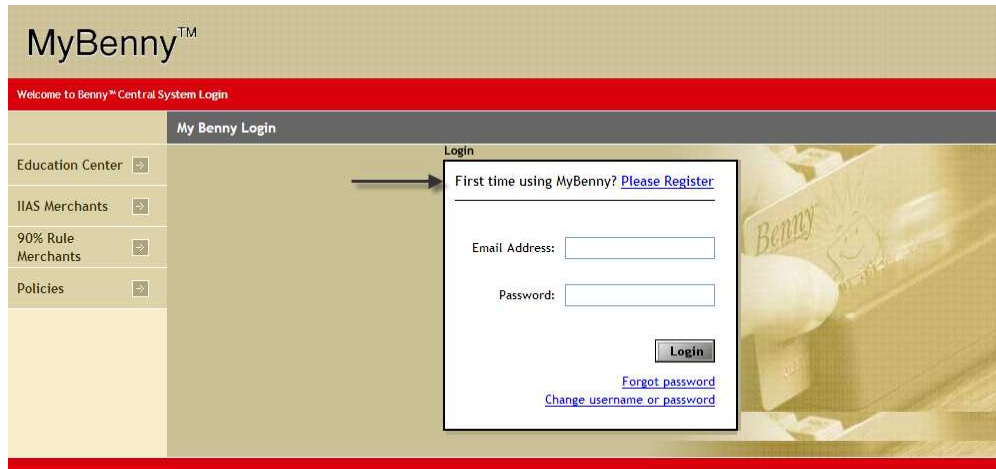 MyBenny™
Welcome to Benny™ Central System Login
My Benny Login
Education Center
IIAS Merchants
90% Rule
Merchants
Policies
Login
First time using MyBenny? Please Register
Email Address:
Password:
Login
Forgot password
Change username or password
Benny